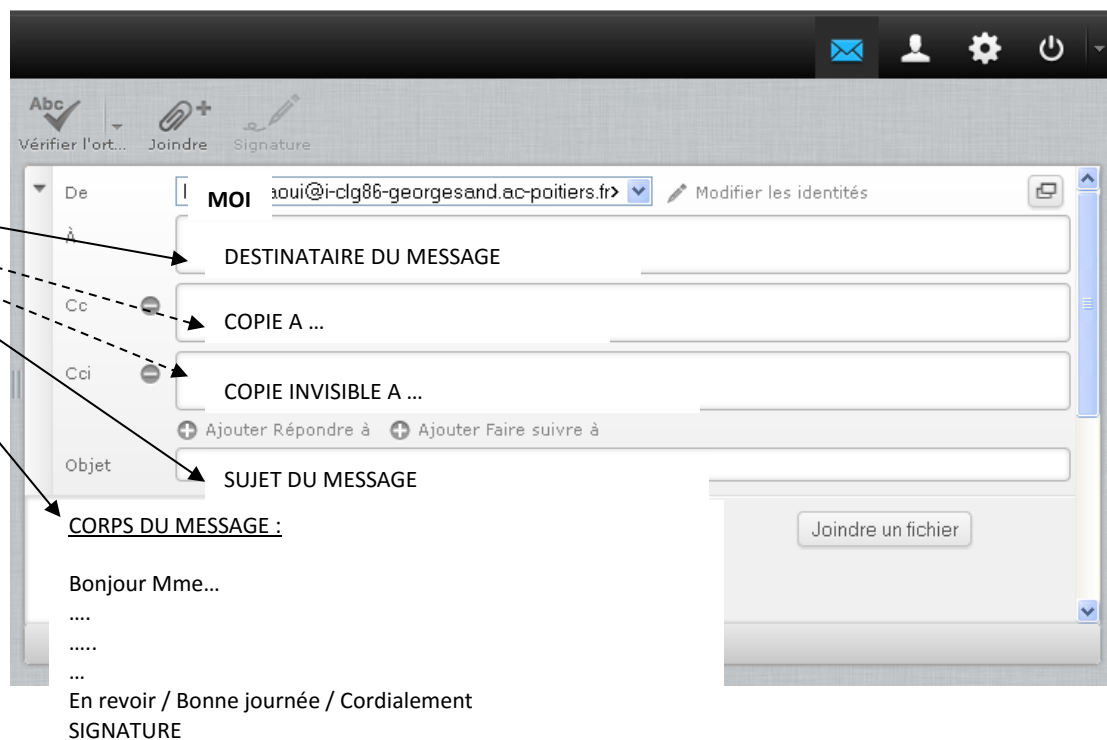 Abc
Vérifier l'ort... Joindre Signature
De MOI aoui@i-clg86-georgesand.ac-poitiers.fr> Modifier les identités
À DESTINATAIRE DU MESSAGE
Cc COPIE A ...
Cci COPIE INVISIBLE A ...
Ajouter Répondre à Ajouter Faire suivre à
Objet SUJET DU MESSAGE
CORPS DU MESSAGE : Joindre un fichier
Bonjour Mme...
....
.....
...
En revoir / Bonne journée / Cordialement
SIGNATURE